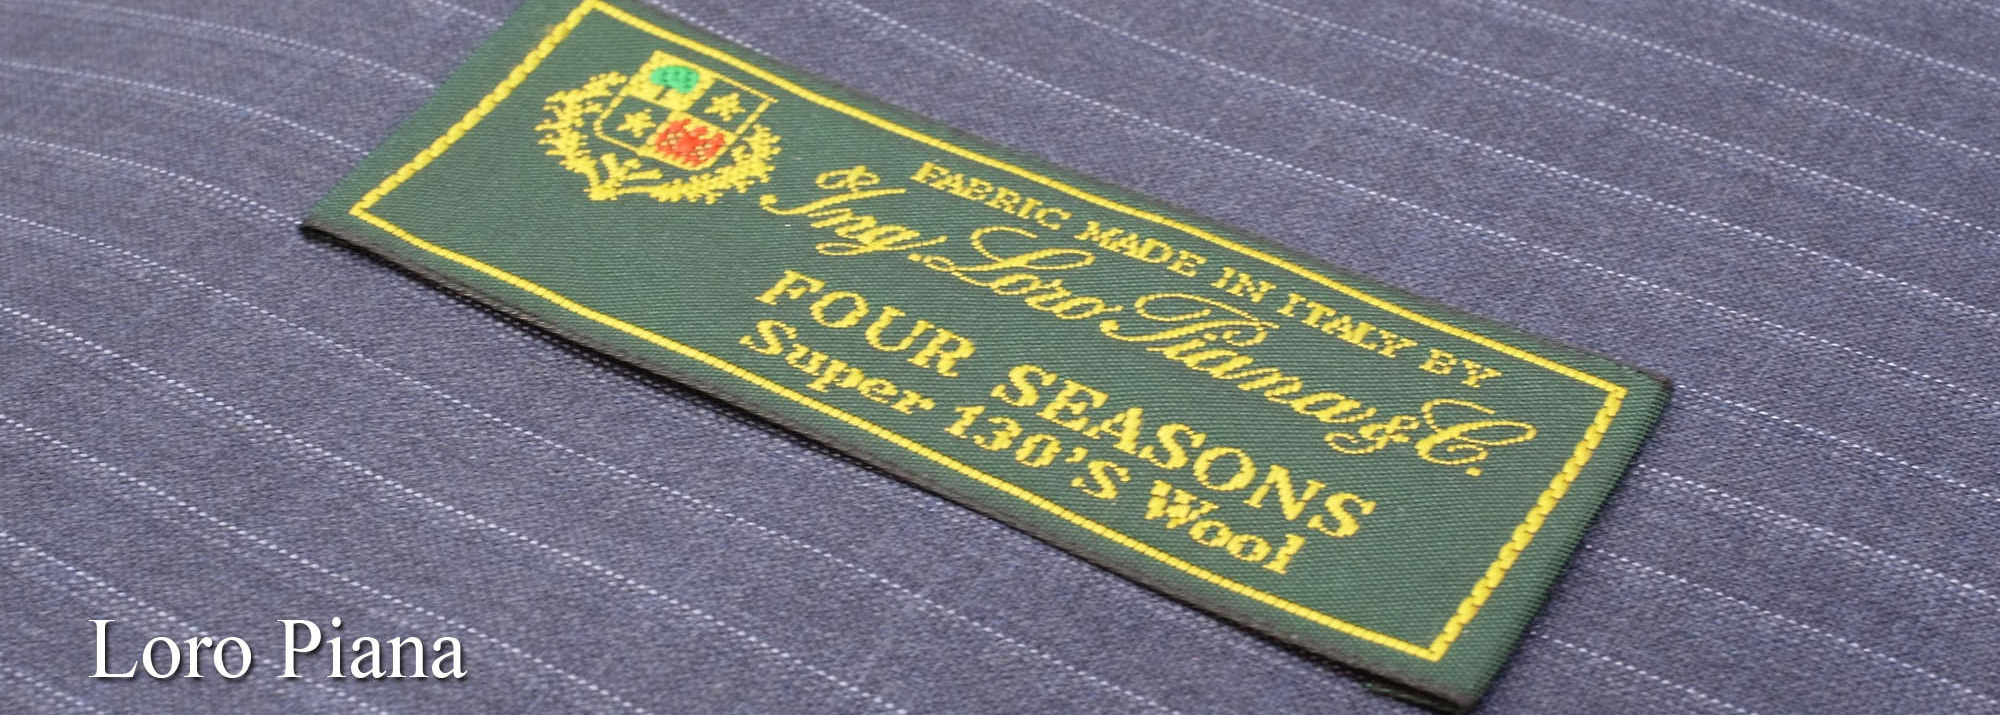 FABRIC MADE IN ITALY BY
Ing. Loro Piana & C.
FOUR SEASONS
Super 130'S Wool
Loro Piana